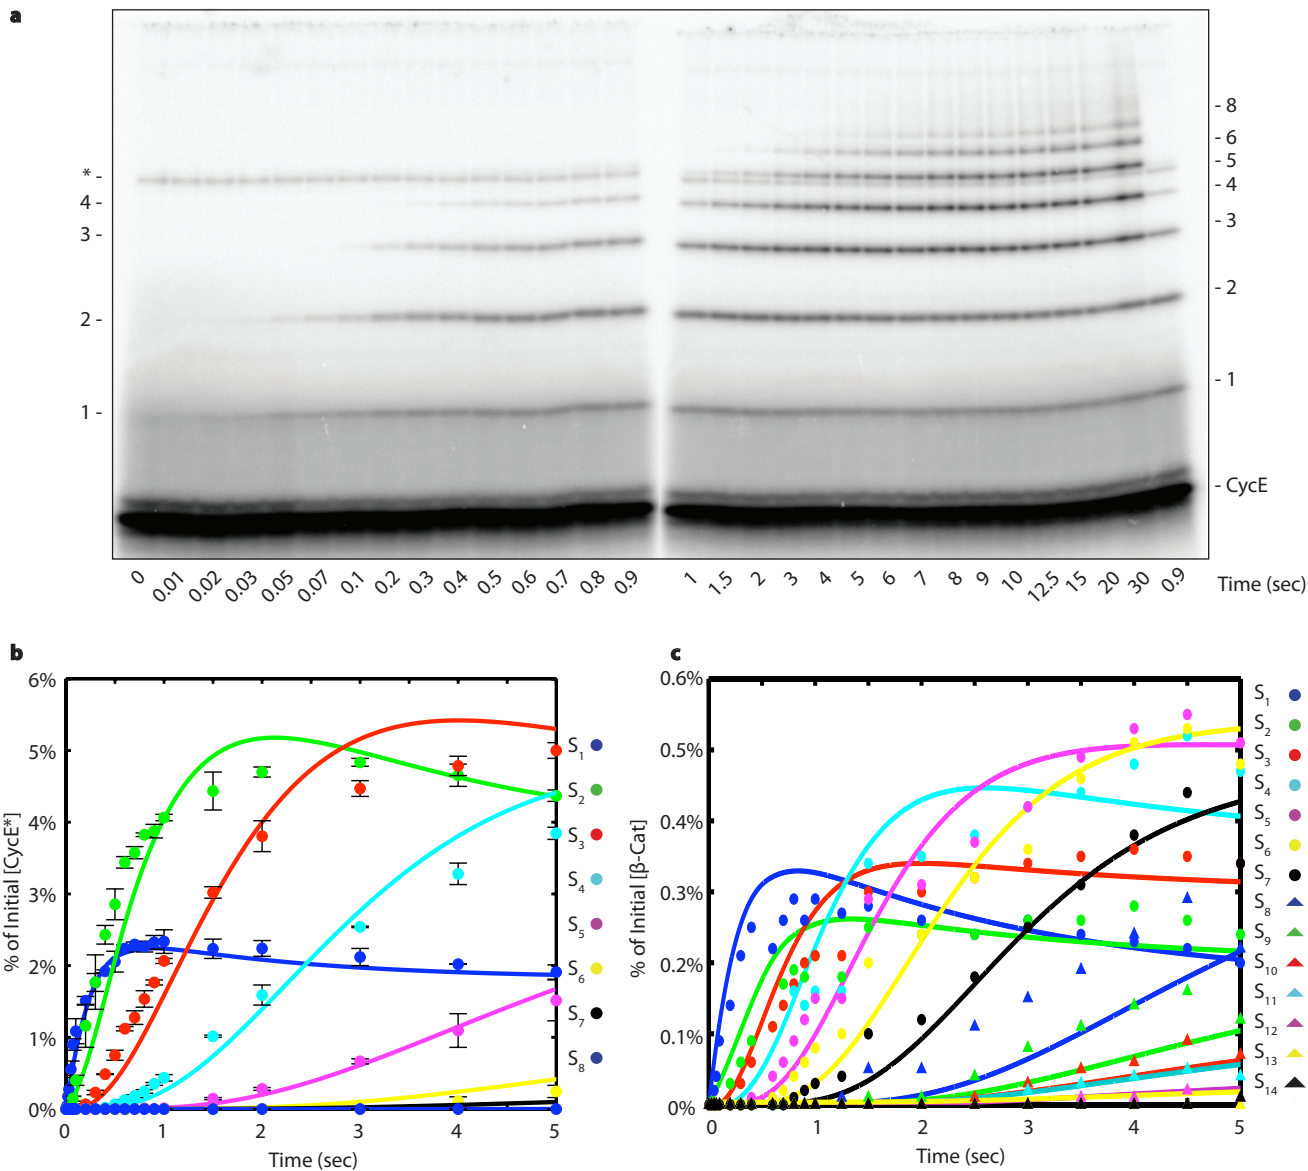 a
* -
4 -
3 -
2 -
1 -
- 8
- 6
- 5
- 4
- 3
- 2
- 1
- CycE
0 0.01 0.02 0.03 0.05 0.07 0.1 0.2 0.3 0.4 0.5 0.6 0.7 0.8 0.9 1 1.5 2 3 4 5 6 7 8 9 10 12.5 15 20 30 0.9 Time (sec)
b
% of Initial [CycE*]
6%
5%
4%
3%
2%
1%
0%
0 1 2 3 4 5
Time (sec)
S1
S2
S3
S4
S5
S6
S7
S8
c
% of Initial [β-Cat]
0.6%
0.5%
0.4%
0.3%
0.2%
0.1%
0%
0 1 2 3 4 5
Time (sec)
S1
S2
S3
S4
S5
S6
S7
S8
S9
S10
S11
S12
S13
S14